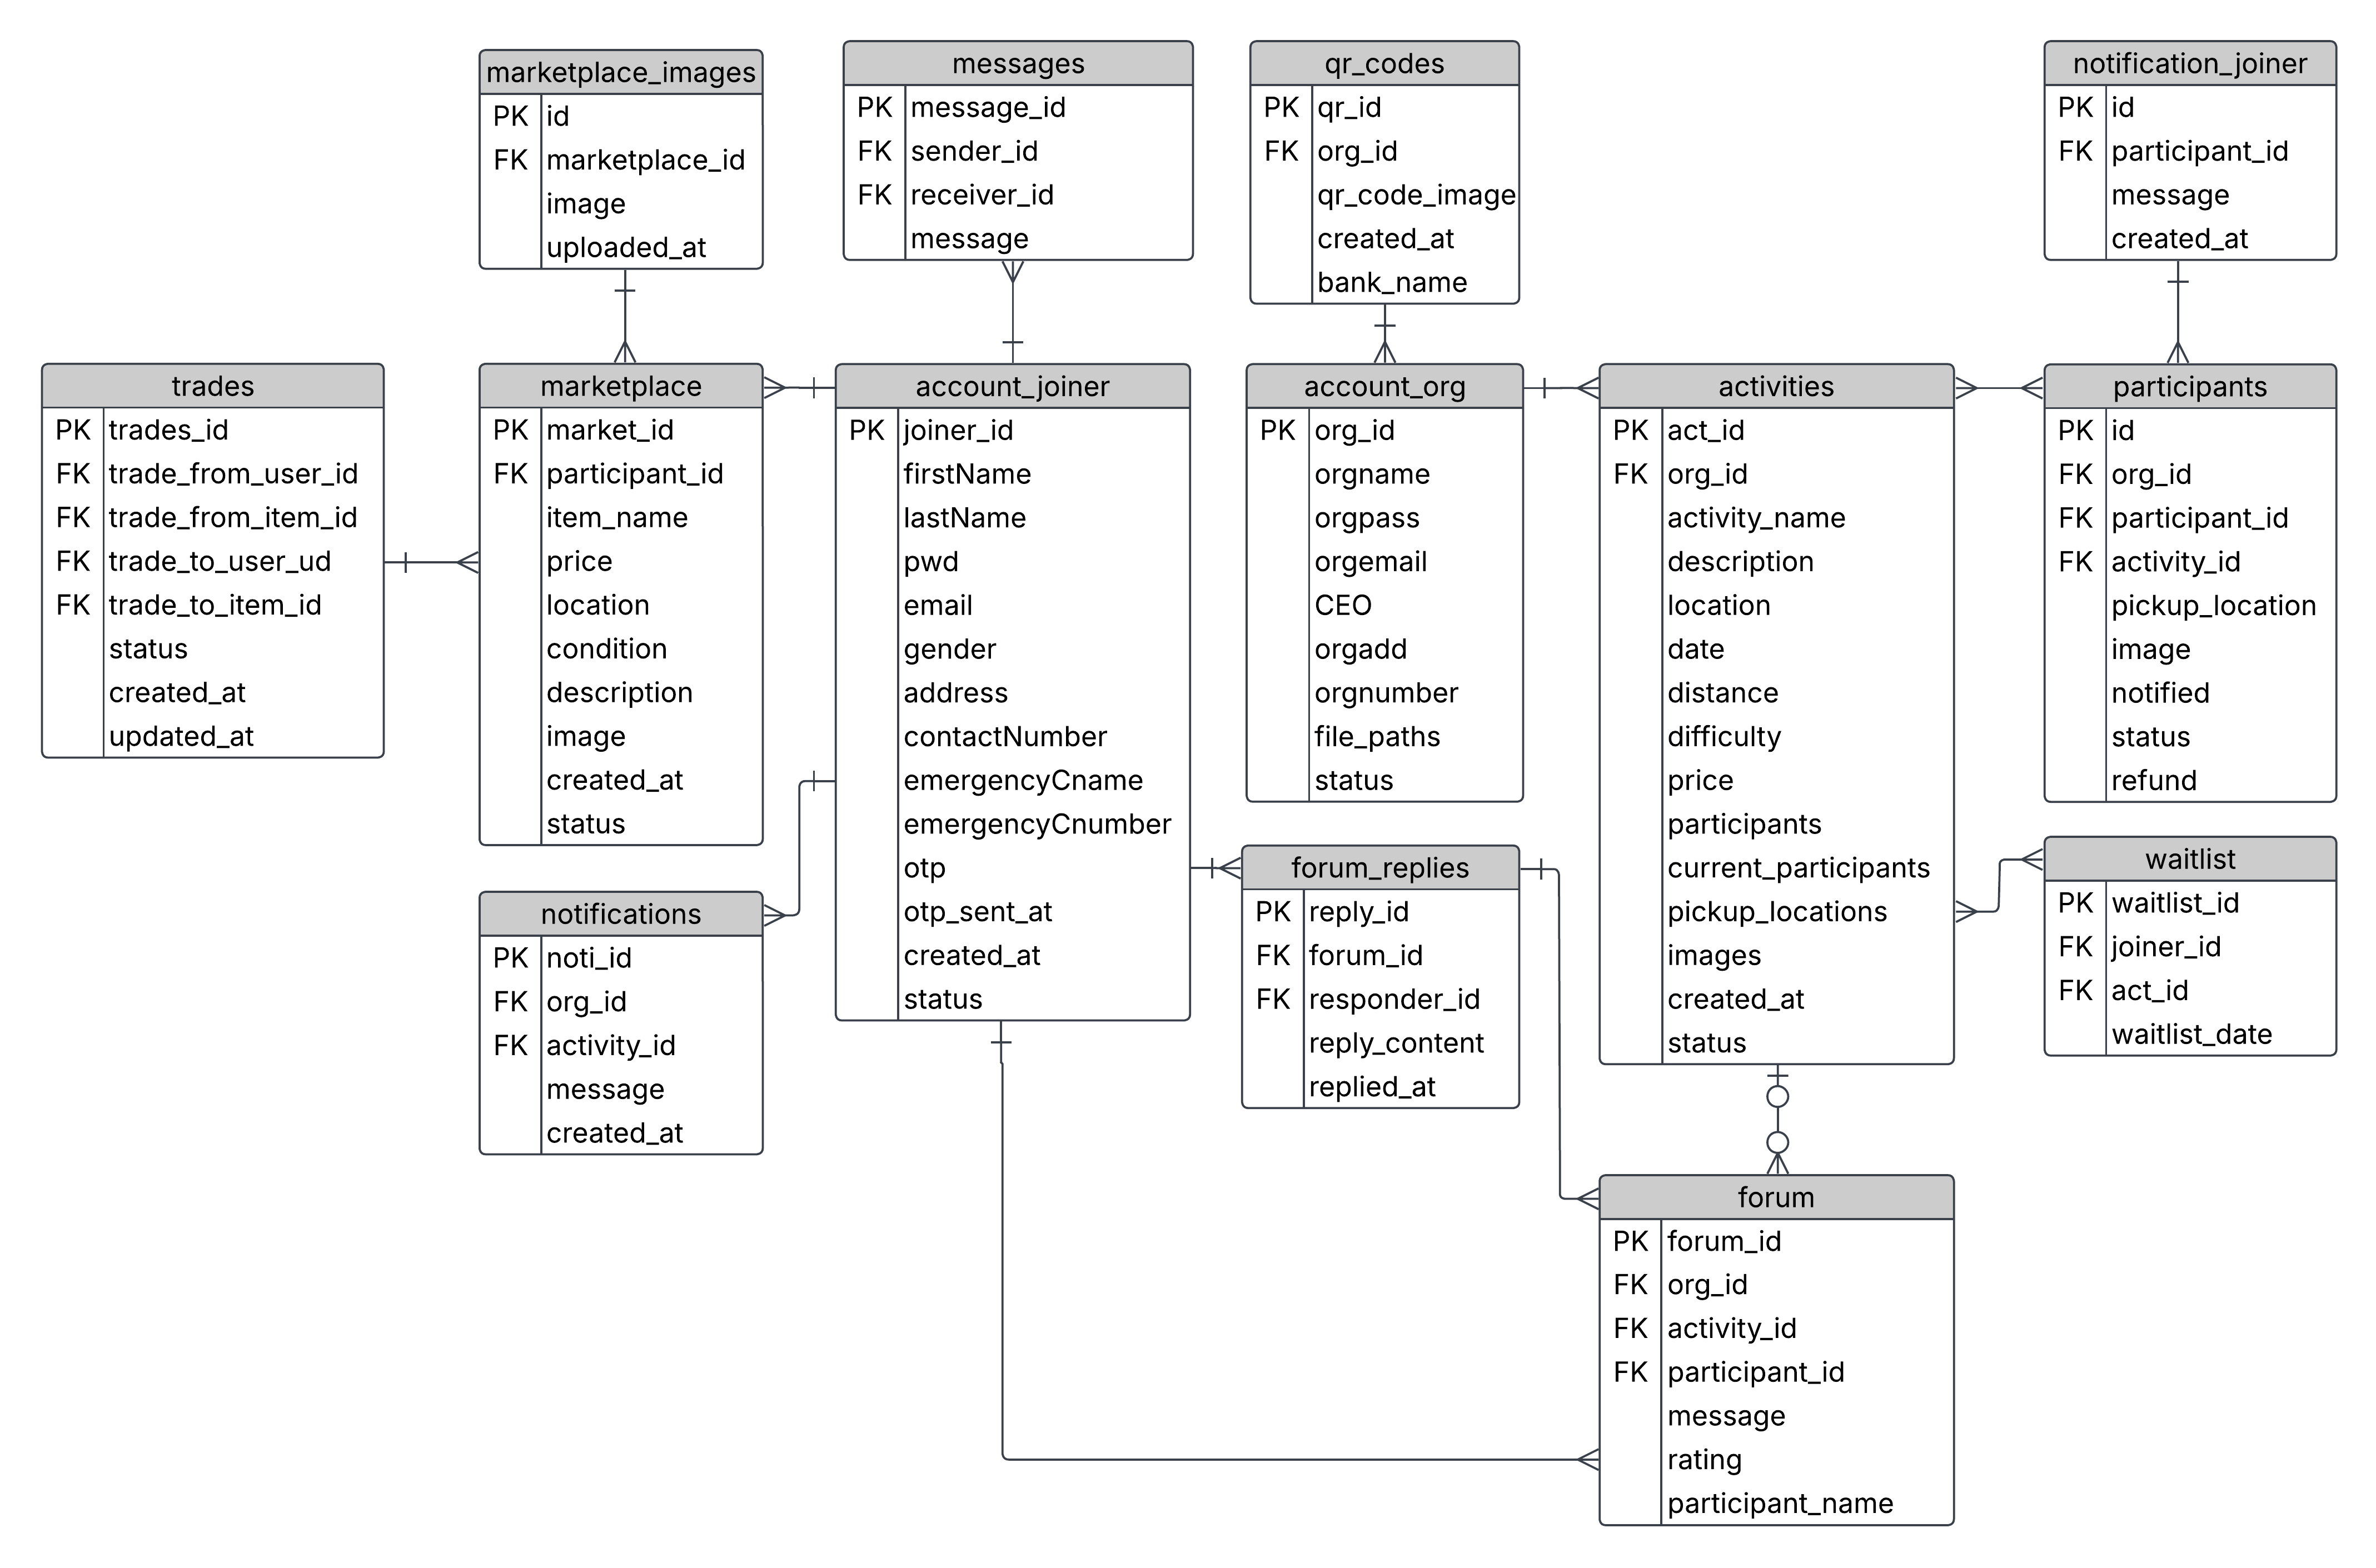 marketplace_images
PK id
FK marketplace_id
image
uploaded_at
messages
PK message_id
FK sender_id
FK receiver_id
message
qr_codes
PK qr_id
FK org_id
qr_code_image
created_at
bank_name
notification_joiner
PK id
FK participant_id
message
created_at
trades
PK trades_id
FK trade_from_user_id
FK trade_from_item_id
FK trade_to_user_ud
FK trade_to_item_id
status
created_at
updated_at
marketplace
PK market_id
FK participant_id
item_name
price
location
condition
description
image
created_at
status
account_joiner
PK joiner_id
firstName
lastName
pwd
email
gender
address
contactNumber
emergencyCname
emergencyCnumber
otp
otp_sent_at
created_at
status
account_org
PK org_id
orgname
orgpass
orgemail
CEO
orgadd
orgnumber
file_paths
status
activities
PK act_id
FK org_id
activity_name
description
location
date
distance
difficulty
price
participants
current_participants
pickup_locations
images
created_at
status
participants
PK id
FK org_id
FK participant_id
FK activity_id
pickup_location
image
notified
status
refund
notifications
PK noti_id
FK org_id
FK activity_id
message
created_at
forum_replies
PK reply_id
FK forum_id
FK responder_id
reply_content
replied_at
waitlist
PK waitlist_id
FK joiner_id
FK act_id
waitlist_date
forum
PK forum_id
FK org_id
FK activity_id
FK participant_id
message
rating
participant_name